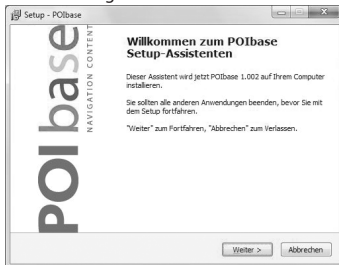 Setup - POIbase
POIbase
NAVIGATION CONTENT
Willkommen zum POIbase
Setup-Assistenten
Dieser Assistent wird jetzt POIbase 1.002 auf Ihrem Computer
installieren.
Sie sollten alle anderen Anwendungen beenden, bevor Sie mit
dem Setup fortfahren.
"Weiter" zum Fortfahren, "Abbrechen" zum Verlassen.
Weiter >
Abbrechen